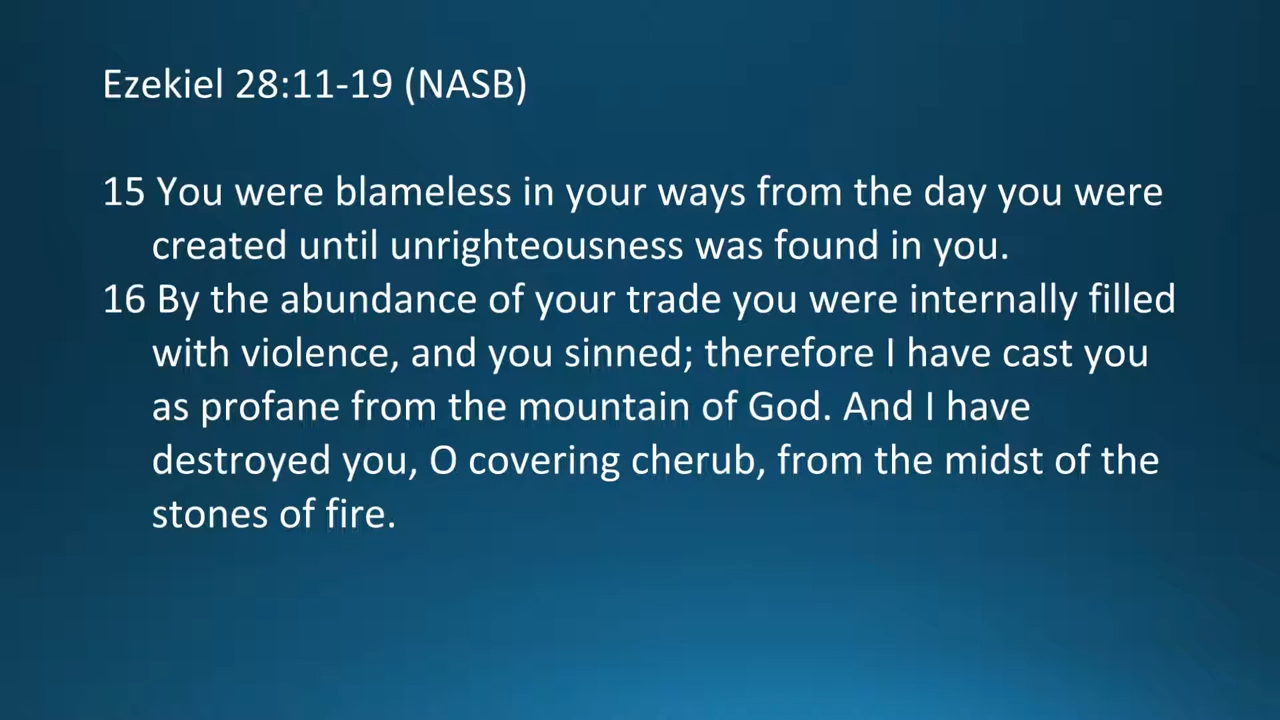 Ezekiel 28:11-19 (NASB)
15 You were blameless in your ways from the day you were
created until unrighteousness was found in you.
16 By the abundance of your trade you were internally filled
with violence, and you sinned; therefore I have cast you
as profane from the mountain of God. And I have
destroyed you, O covering cherub, from the midst of the
stones of fire.